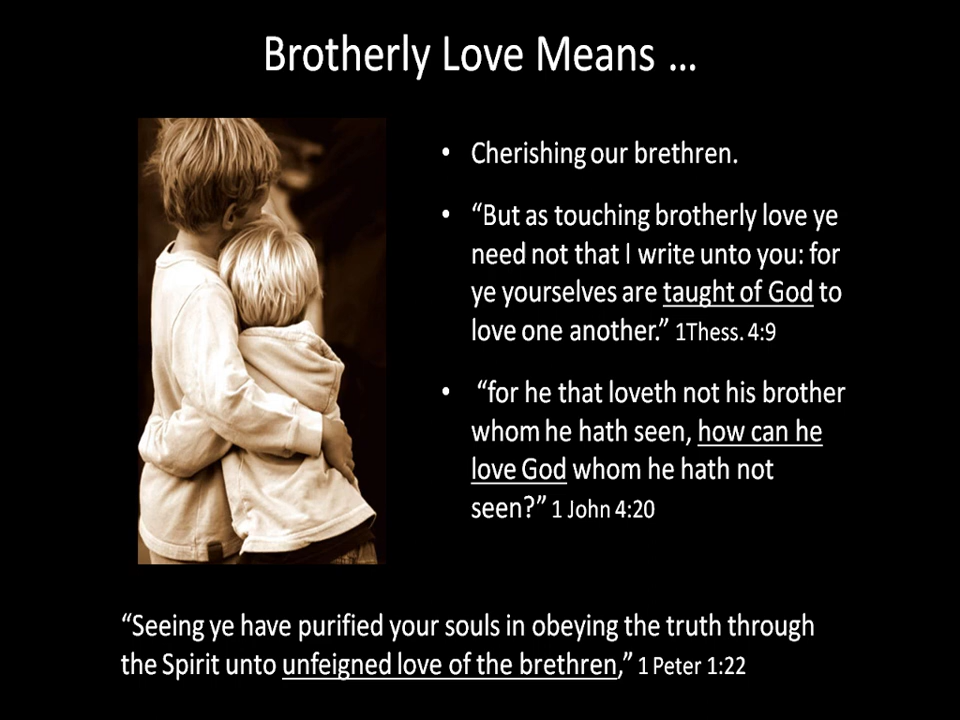 Brotherly Love Means ...
• Cherishing our brethren.
• “But as touching brotherly love ye
need not that I write unto you: for
ye yourselves are taught of God to
love one another.” 1Thess. 4:9
• “for he that loveth not his brother
whom he hath seen, how can he
love God whom he hath not
seen?” 1 John 4:20
“Seeing ye have purified your souls in obeying the truth through
the Spirit unto unfeigned love of the brethren,” 1 Peter 1:22